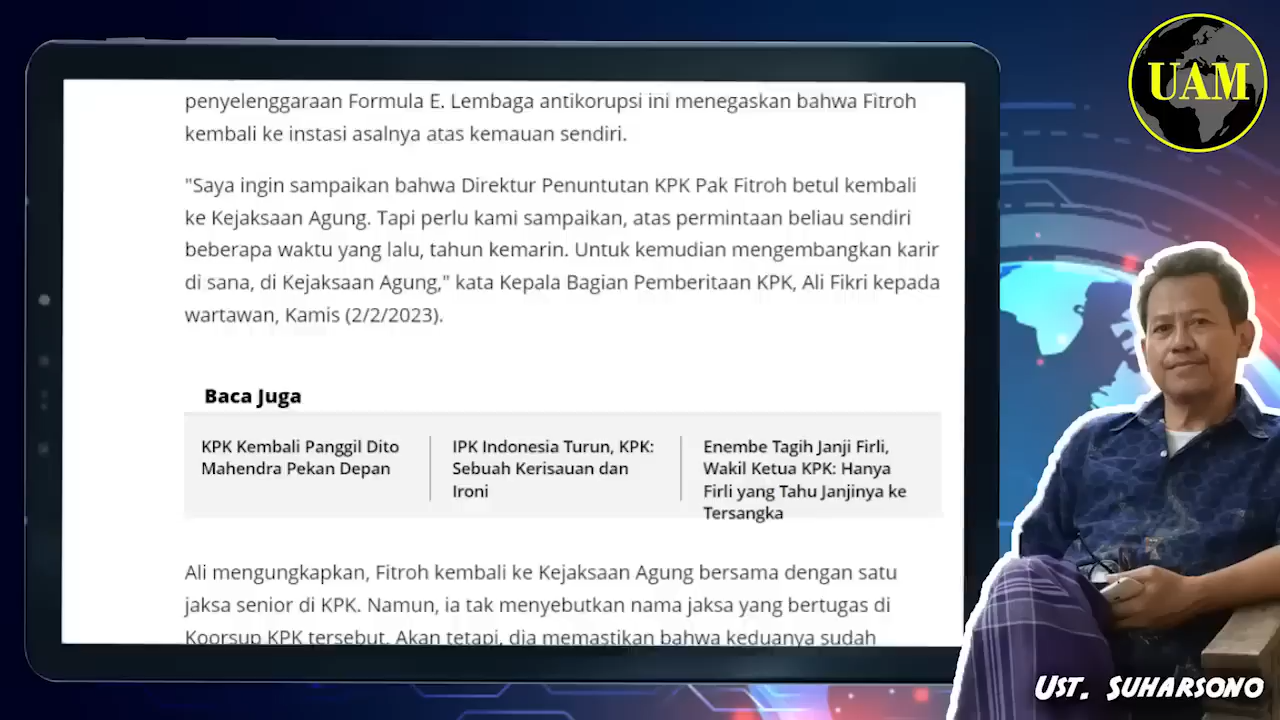 penyelenggaraan Formula E. Lembaga antikorupsi ini menegaskan bahwa Fitroh
kembali ke instasi asalnya atas kemauan sendiri.
"Saya ingin sampaikan bahwa Direktur Penuntutan KPK Pak Fitroh betul kembali
ke Kejaksaan Agung. Tapi perlu kami sampaikan, atas permintaan beliau sendiri
beberapa waktu yang lalu, tahun kemarin. Untuk kemudian mengembangkan karir
di sana, di Kejaksaan Agung," kata Kepala Bagian Pemberitaan KPK, Ali Fikri kepada
wartawan, Kamis (2/2/2023).
Baca Juga
KPK Kembali Panggil Dito
Mahendra Pekan Depan
IPK Indonesia Turun, KPK:
Sebuah Kerisauan dan
Ironi
Enembe Tagih Janji Firli,
Wakil Ketua KPK: Hanya
Firli yang Tahu Janjinya ke
Tersangka
Ali mengungkapkan, Fitroh kembali ke Kejaksaan Agung bersama dengan satu
jaksa senior di KPK. Namun, ia tak menyebutkan nama jaksa yang bertugas di
Koorsup KPK tersebut. Akan tetapi, dia memastikan bahwa keduanya sudah
UAM
UST. SUHARSONO